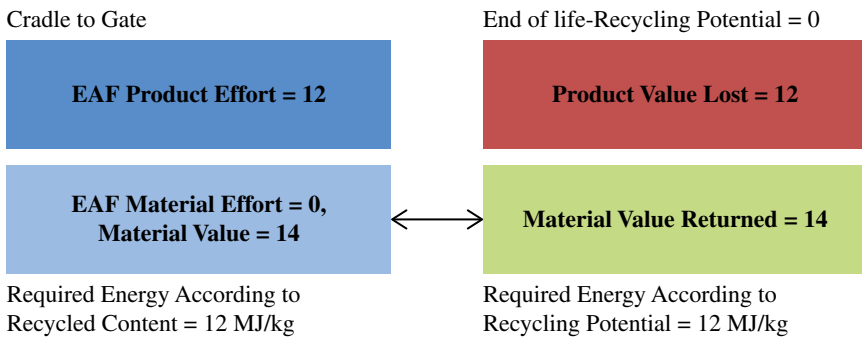 Cradle to Gate
EAF Product Effort = 12
EAF Material Effort = 0,
Material Value = 14
Required Energy According to
Recycled Content = 12 MJ/kg
End of life-Recycling Potential = 0
Product Value Lost = 12
Material Value Returned = 14
Required Energy According to
Recycling Potential = 12 MJ/kg